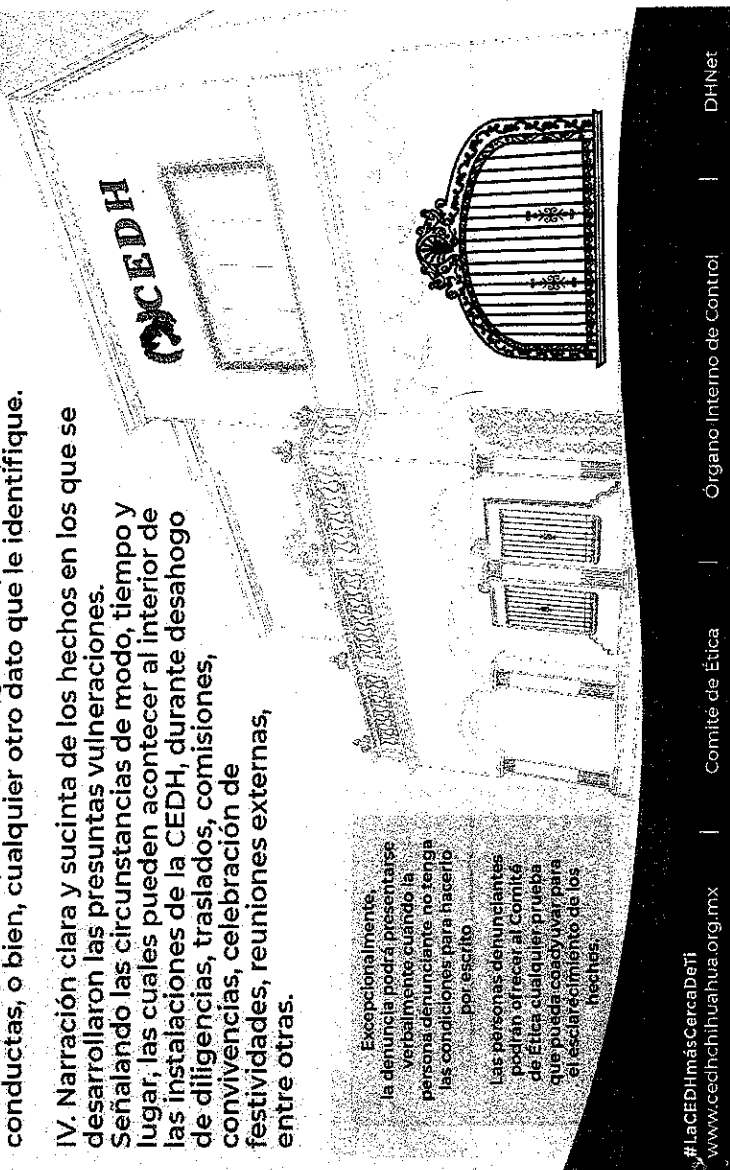 conductas, o bien, cualquier otro dato que le identifique.
IV. Narración clara y sucinta de los hechos en los que se
desarrollaron las presuntas vulneraciones.
Señalando las circunstancias de modo, tiempo y
lugar, las cuales pueden acontecer al interior de
las instalaciones de la CEDH, durante desahogo
de diligencias, traslados, comisiones,
convivencias, celebración de
festividades, reuniones externas,
entre otras.
CEDH
Excepcionalmente,
la denuncia podrá presentarse
verbalmente cuando la
persona denunciante no tenga
las condiciones para hacerlo
por escrito
Las personas denunciantes
podrán ofrecer al Comité
de Ética cualquier prueba
que pueda coadyuvar para
el esclarecimiento de los
hechos.
#LaCEDHmásCercaDeTi
www.cedhchihuahua.org.mx | Comité de Ética | Órgano Interno de Control | DHNet